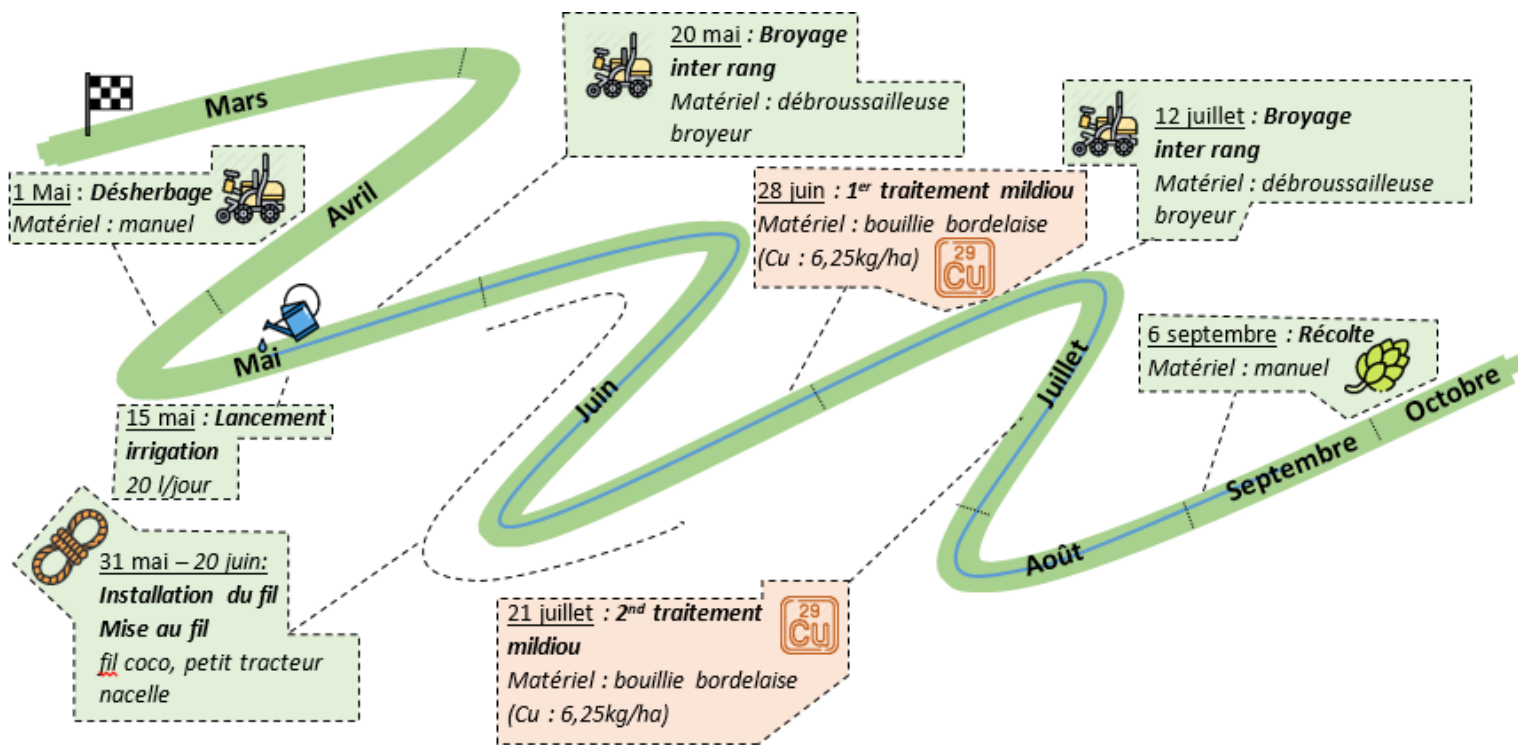 Mars
Avril
Mai
Juin
Juillet
Août
Septembre
Octobre
1 Mai : Désherbage
Matériel : manuel
15 mai : Lancement
irrigation
20 l/jour
20 mai : Broyage
inter rang
Matériel : débroussailleuse
broyeur
31 mai – 20 juin:
Installation du fil
Mise au fil
fil coco, petit tracteur
nacelle
28 juin : 1er traitement mildiou
Matériel : bouillie bordelaise
(Cu : 6,25kg/ha)
29
Cu
12 juillet : Broyage
inter rang
Matériel : débroussailleuse
broyeur
21 juillet : 2nd traitement
mildiou
Matériel : bouillie bordelaise
(Cu : 6,25kg/ha)
29
Cu
6 septembre : Récolte
Matériel : manuel